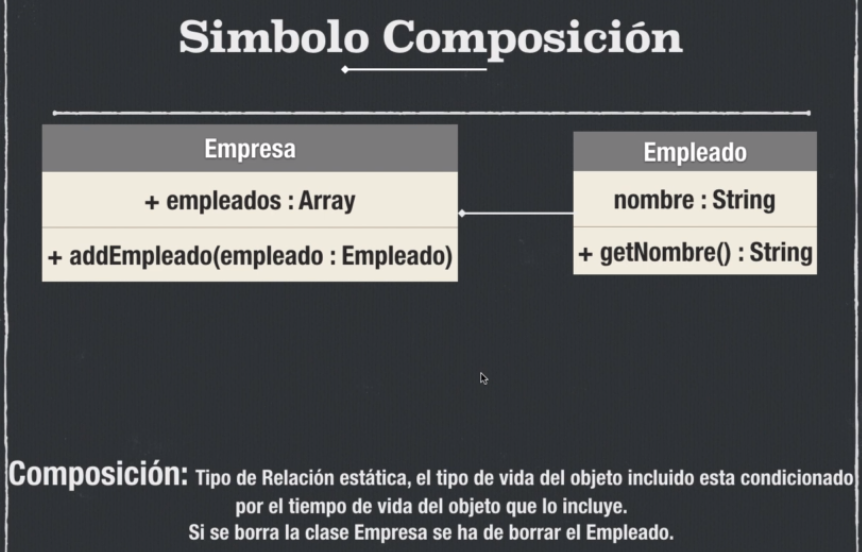 Simbolo Composición
Empresa
+ empleados : Array
+ addEmpleado(empleado : Empleado)
Empleado
nombre : String
+ getNombre() : String
Composición: Tipo de Relación estática, el tipo de vida del objeto incluido esta condicionado
por el tiempo de vida del objeto que lo incluye.
Si se borra la clase Empresa se ha de borrar el Empleado.